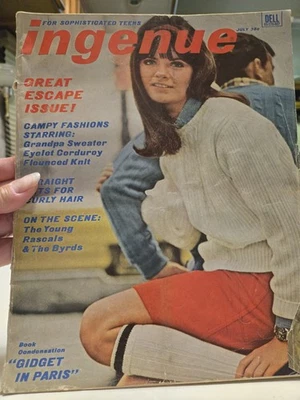 FOR SOPHISTICATED TEENS
DELL
ingenue
JULY
GREAT
ESCAPE
ISSUE!
CAMPY FASHIONS
STARRING:
Grandpa Sweater
Eyelet Corduroy
Flounced Knit
FOR
CURLY HAIR
ON THE SCENE:
The Young
Rascals
& The Byrds
Book
Condensation
"GIDGET
IN PARIS"